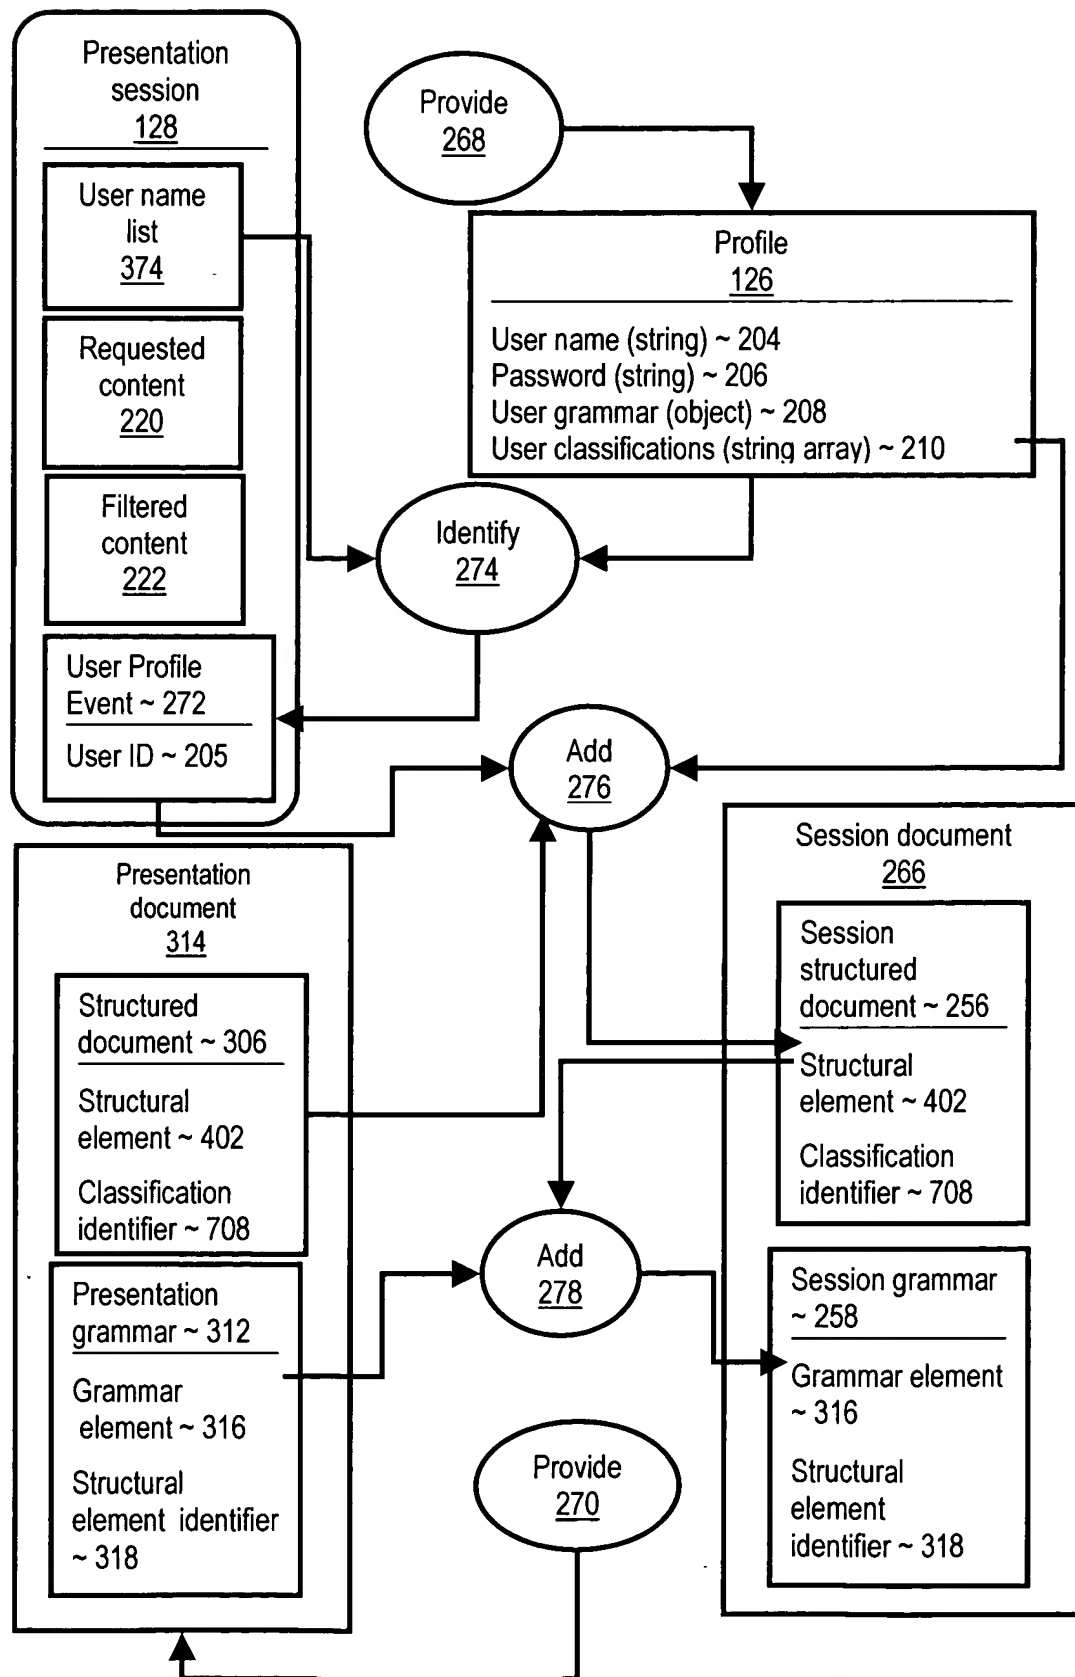 Presentation
session
128
User name
list
374
Requested
content
220
Filtered
content
222
User Profile
Event ~ 272
User ID ~ 205
Provide
268
Profile
126
User name (string) ~ 204
Password (string) ~ 206
User grammar (object) ~ 208
User classifications (string array) ~ 210
Identify
274
Add
276
Presentation
document
314
Structured
document ~ 306
Structural
element ~ 402
Classification
identifier ~ 708
Presentation
grammar ~ 312
Grammar
element ~ 316
Structural
element identifier
~ 318
Add
278
Provide
270
Session document
266
Session
structured
document ~ 256
Structural
element ~ 402
Classification
identifier ~ 708
Session grammar
~ 258
Grammar element
~ 316
Structural
element
identifier ~ 318